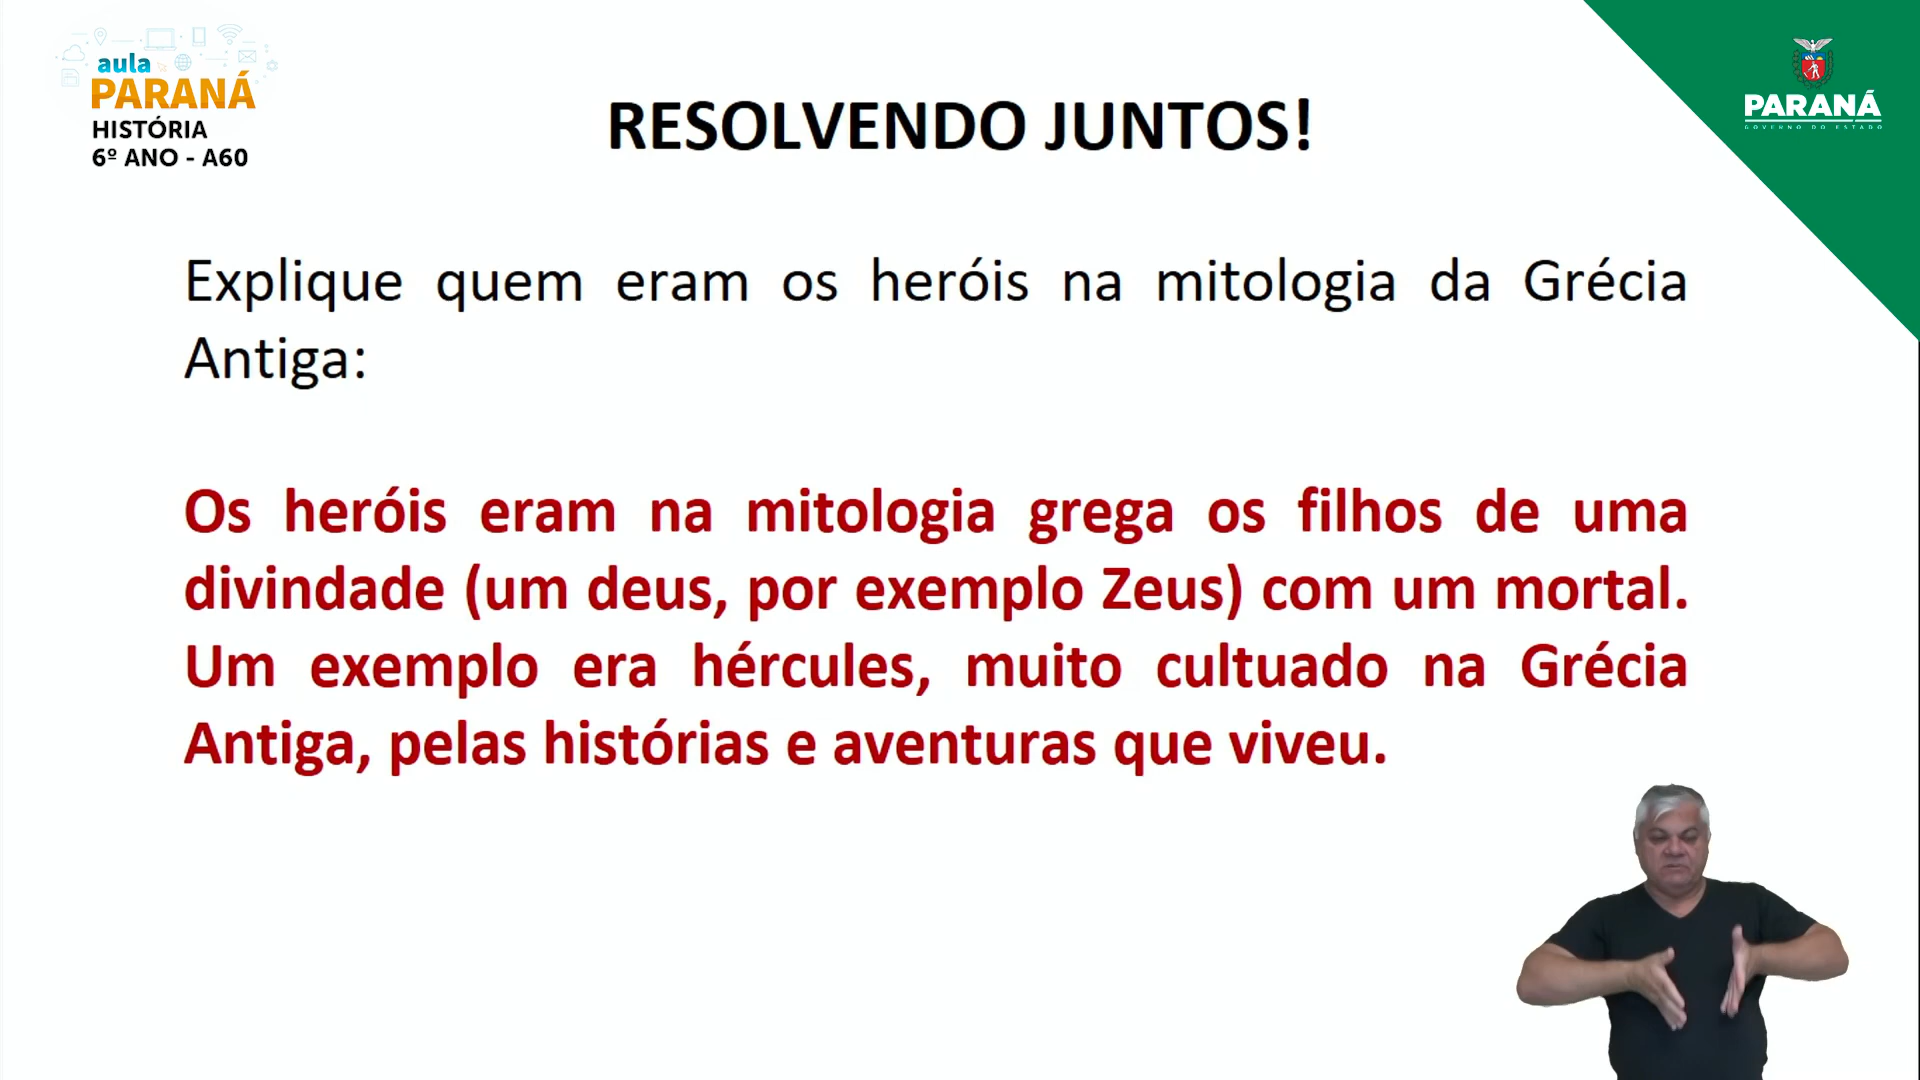 aula
PARANÁ
HISTÓRIA
6º ANO - A60
PARANÁ
GOVERNO DO ESTADO
RESOLVENDO JUNTOS!
Explique quem eram os heróis na mitologia da Grécia
Antiga:
Os heróis eram na mitologia grega os filhos de uma
divindade (um deus, por exemplo Zeus) com um mortal.
Um exemplo era hércules, muito cultuado na Grécia
Antiga, pelas histórias e aventuras que viveu.